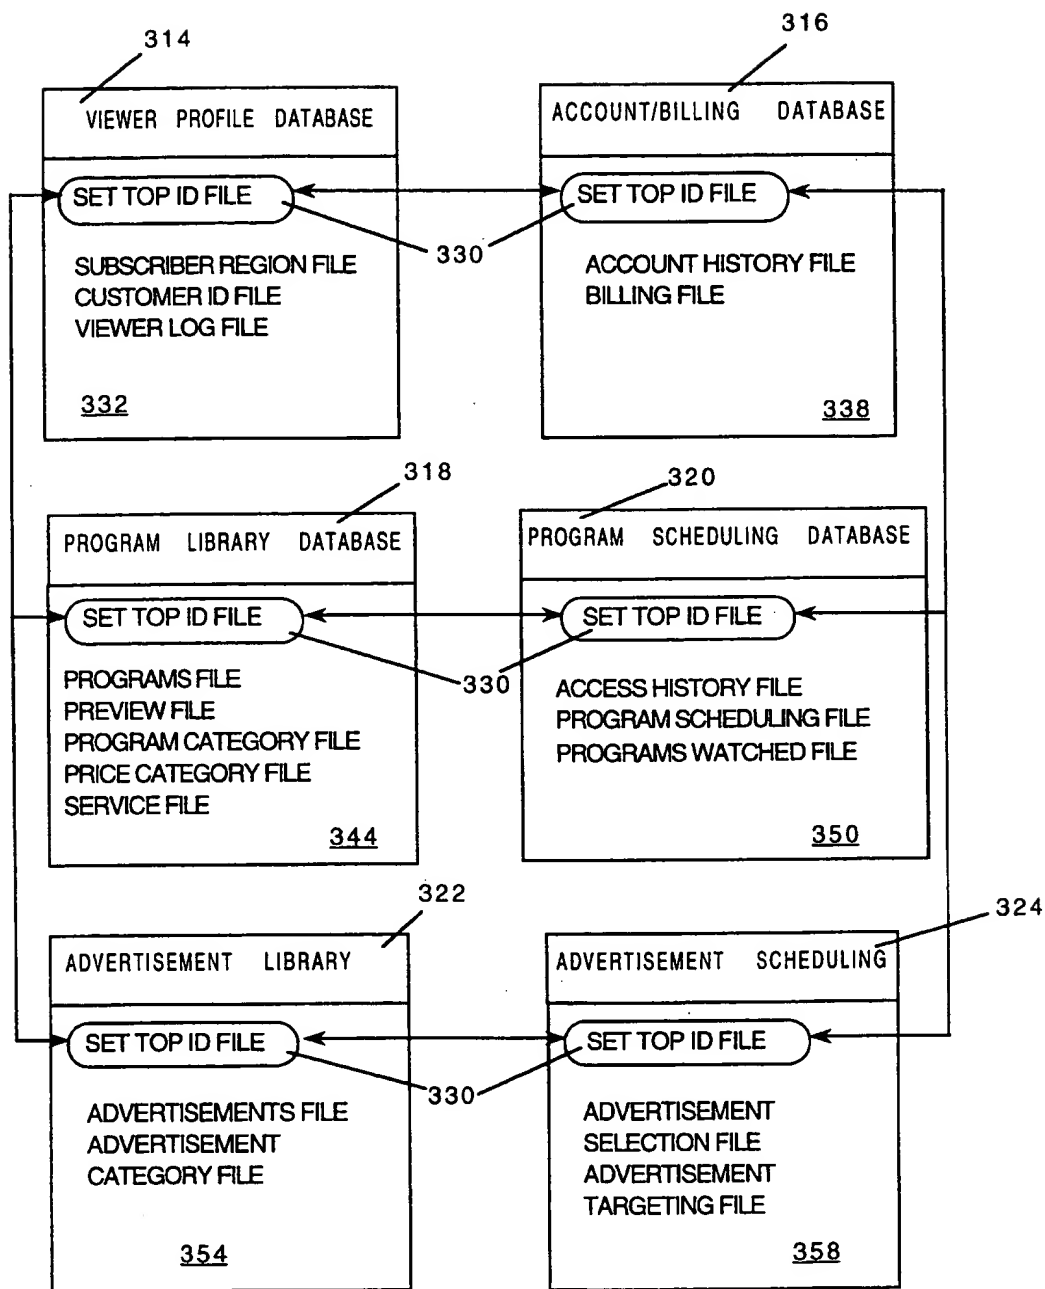 314
316
VIEWER PROFILE DATABASE
SET TOP ID FILE
SUBSCRIBER REGION FILE
CUSTOMER ID FILE
VIEWER LOG FILE
332
330
ACCOUNT/BILLING DATABASE
SET TOP ID FILE
ACCOUNT HISTORY FILE
BILLING FILE
338
318
320
PROGRAM LIBRARY DATABASE
SET TOP ID FILE
PROGRAMS FILE
PREVIEW FILE
PROGRAM CATEGORY FILE
PRICE CATEGORY FILE
SERVICE FILE
344
330
PROGRAM SCHEDULING DATABASE
SET TOP ID FILE
ACCESS HISTORY FILE
PROGRAM SCHEDULING FILE
PROGRAMS WATCHED FILE
350
322
324
ADVERTISEMENT LIBRARY
SET TOP ID FILE
ADVERTISEMENTS FILE
ADVERTISEMENT
CATEGORY FILE
354
330
ADVERTISEMENT SCHEDULING
SET TOP ID FILE
ADVERTISEMENT
SELECTION FILE
ADVERTISEMENT
TARGETING FILE
358